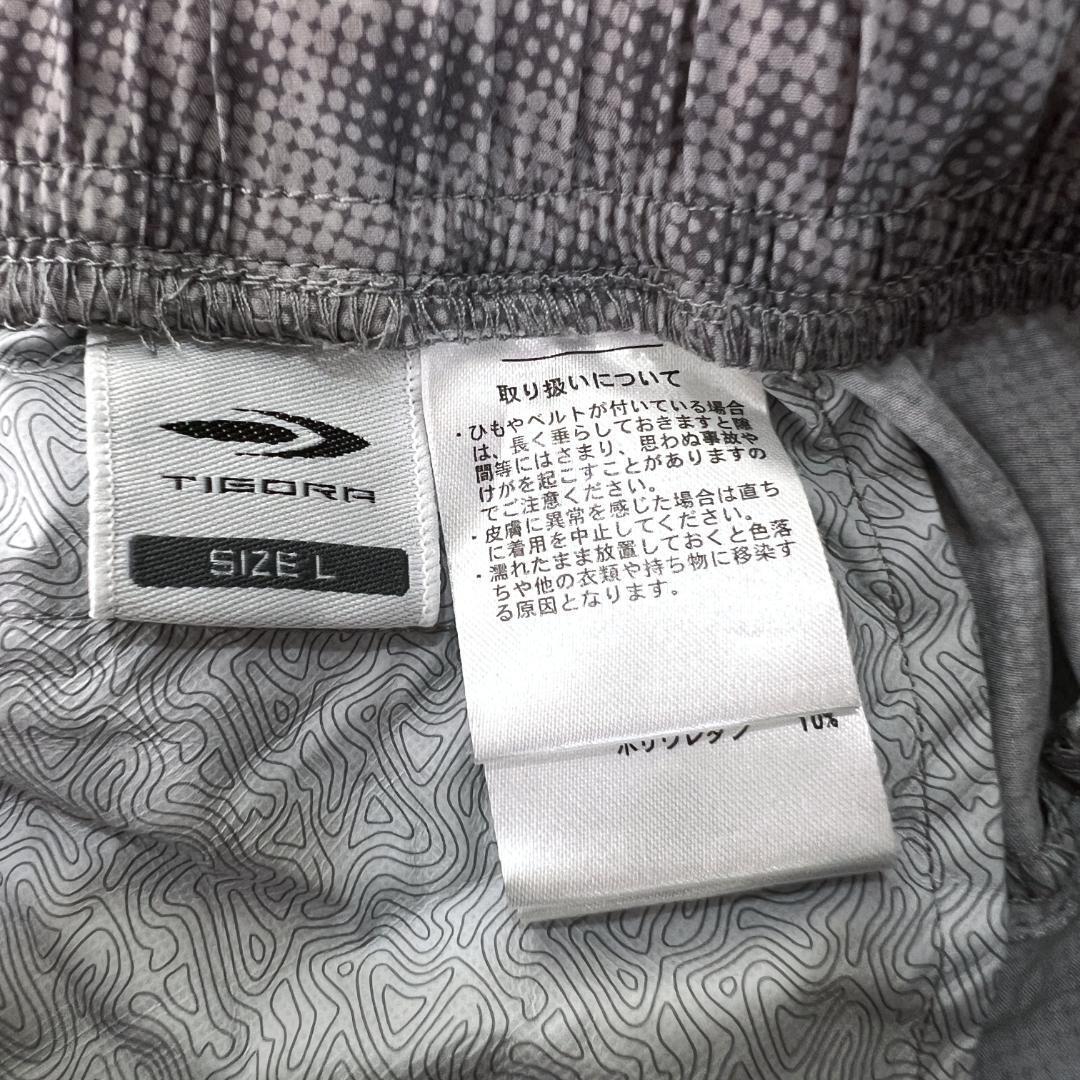 TIGORA
SIZE L
取り扱いについて
・ひもやベルトが付いている場合
は、長く垂らしておきますと隙
間等にはさまり、思わぬ事故や
けがを起こすことがありますの
でご注意ください。
・皮膚に異常を感じた場合は直ち
に着用を中止してください。
・濡れたまま放置しておくと色落
ちや他の衣類や持ち物に移染す
る原因となります。
ポリウレタン 10%